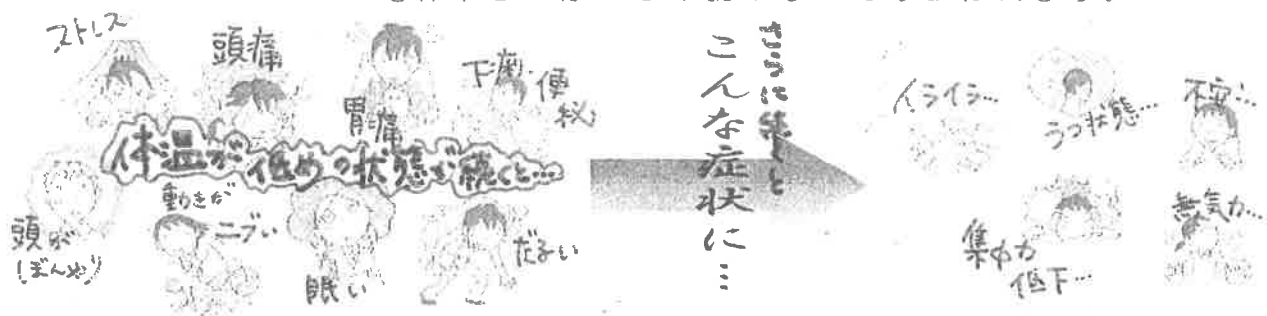 ストレス
頭痛
胃痛
下痢・便秘
体温が低めの状態が続くと…
頭が
ぼんやり
動きが
ニブい
眠い
だるい
さらに続くと
こんな症状に…
イライラ…
うつ状態…
不安…
集中力
低下…
無気力…